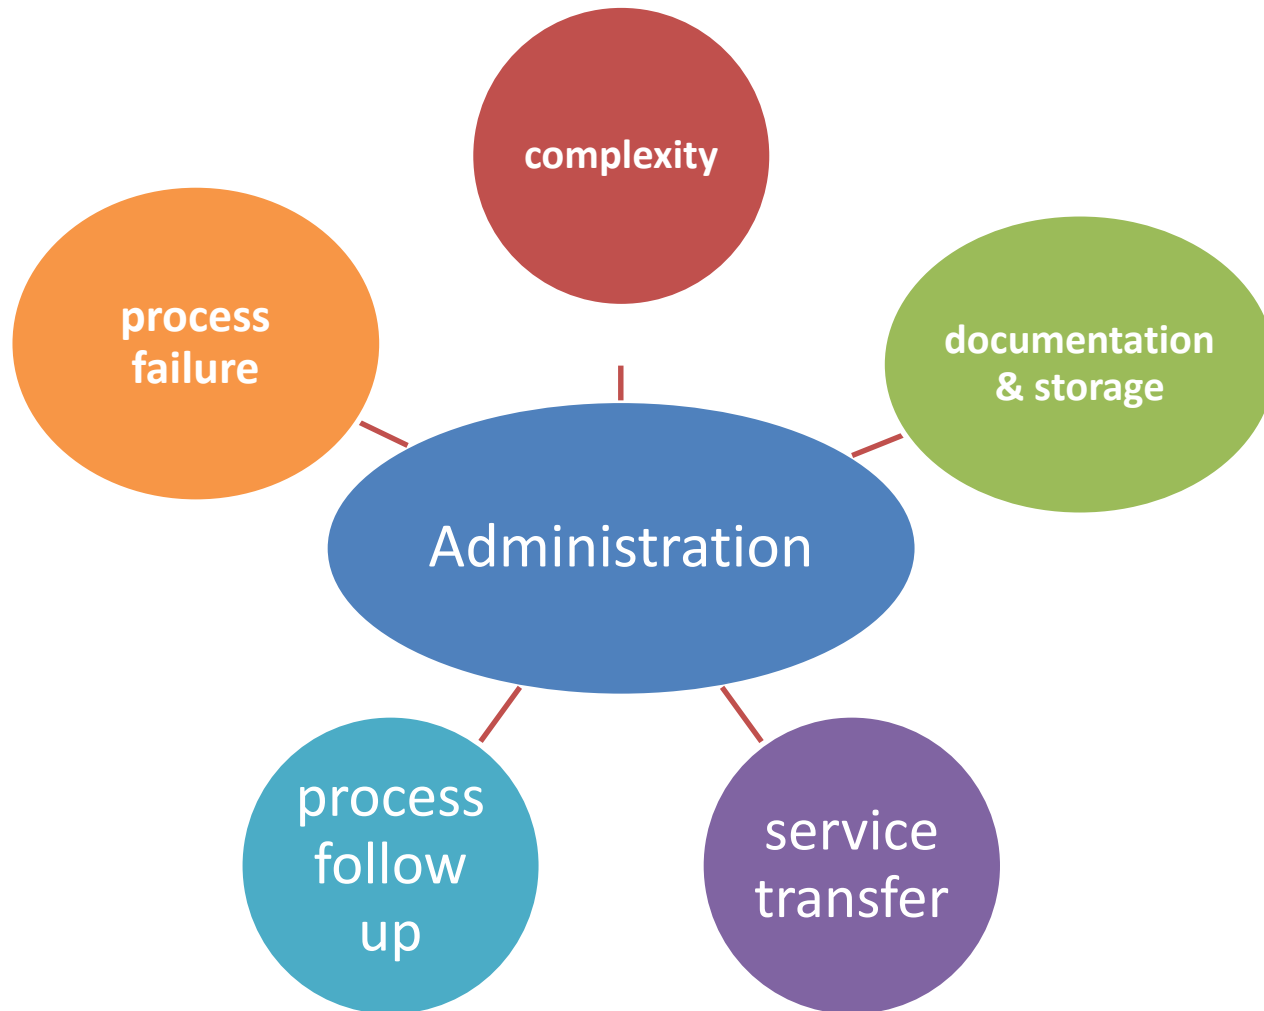 complexity
process
failure
documentation
& storage
Administration
process
follow
up
service
transfer